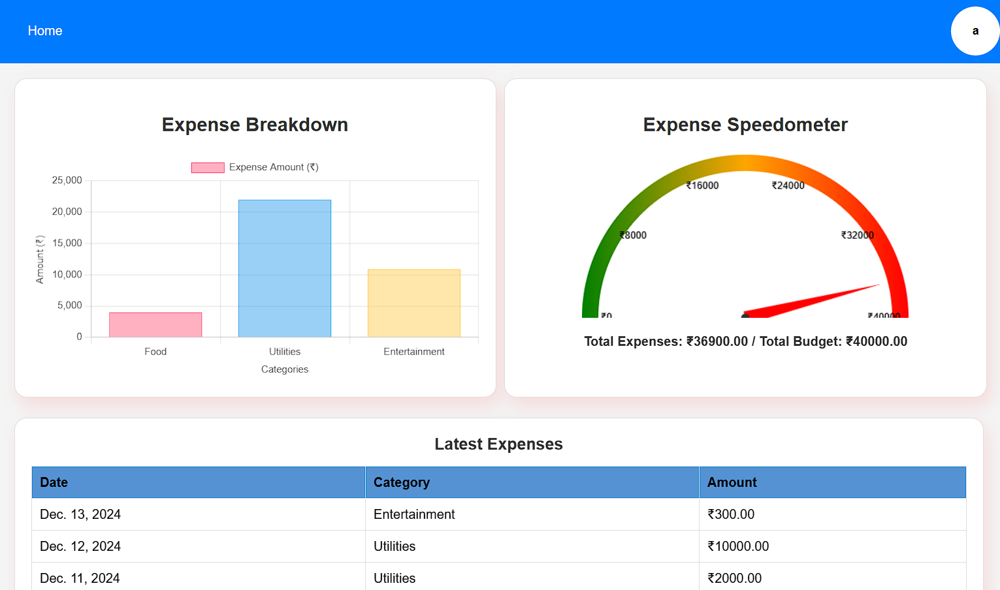 Home
a
Expense Breakdown
Expense Amount (₹)
25,000
20,000
15,000
10,000
5,000
0
Amount (₹)
Food Utilities Entertainment
Categories
Expense Speedometer
₹16000 ₹24000
₹8000 ₹32000
₹0 ₹40000
Total Expenses: ₹36900.00 / Total Budget: ₹40000.00
Latest Expenses
Date Category Amount
Dec. 13, 2024 Entertainment ₹300.00
Dec. 12, 2024 Utilities ₹10000.00
Dec. 11, 2024 Utilities ₹2000.00